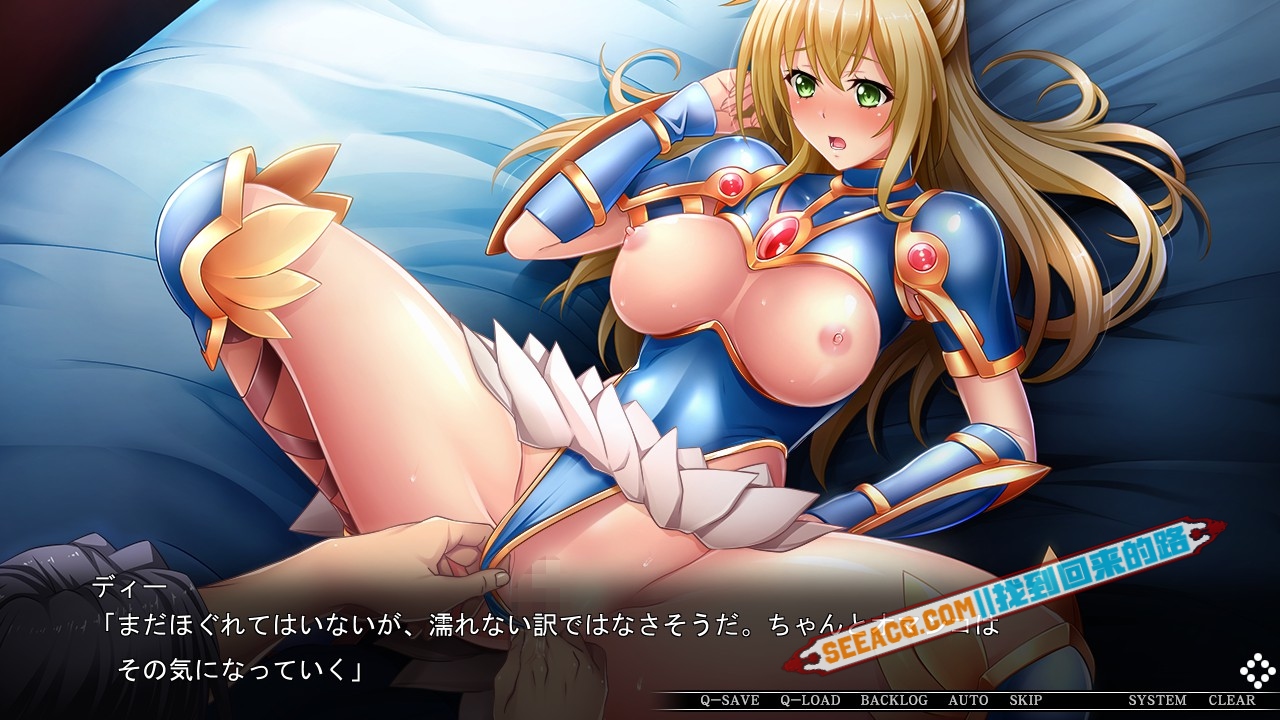 ディー
「まだほぐれてはいないが、濡れない訳ではなさそうだ。ちゃんと
は
その気になっていく」
SEEACG.COM||找到回来的路
Q-SAVE Q-LOAD BACKLOG AUTO SKIP SYSTEM CLEAR